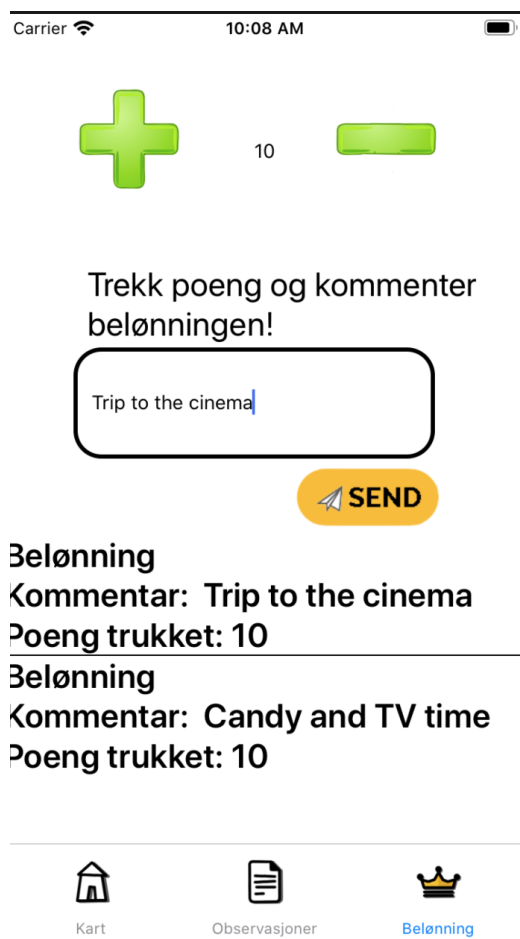 Carrier
10:08 AM
10
Trekk poeng og kommenter
belønningen!
Trip to the cinema
SEND
Belønning
Kommentar: Trip to the cinema
Poeng trukket: 10
Belønning
Kommentar: Candy and TV time
Poeng trukket: 10
Kart
Observasjoner
Belønning